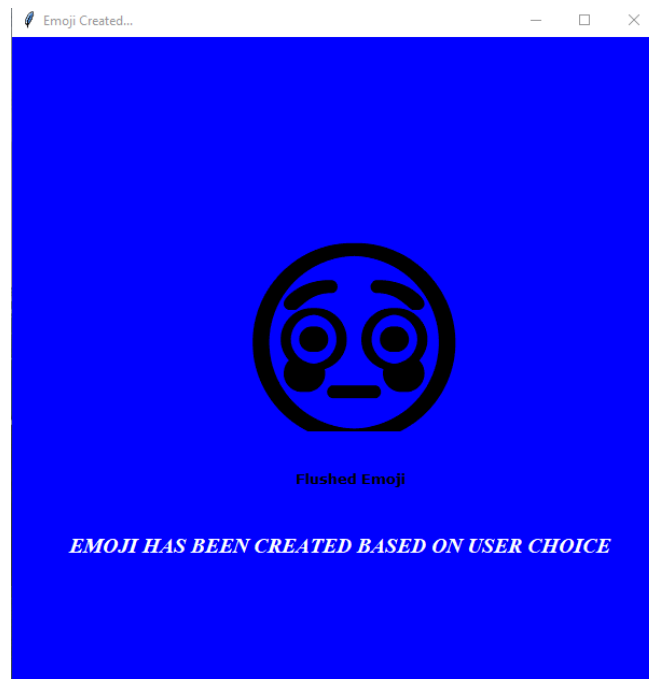 Emoji Created...
Flushed Emoji
EMOJI HAS BEEN CREATED BASED ON USER CHOICE